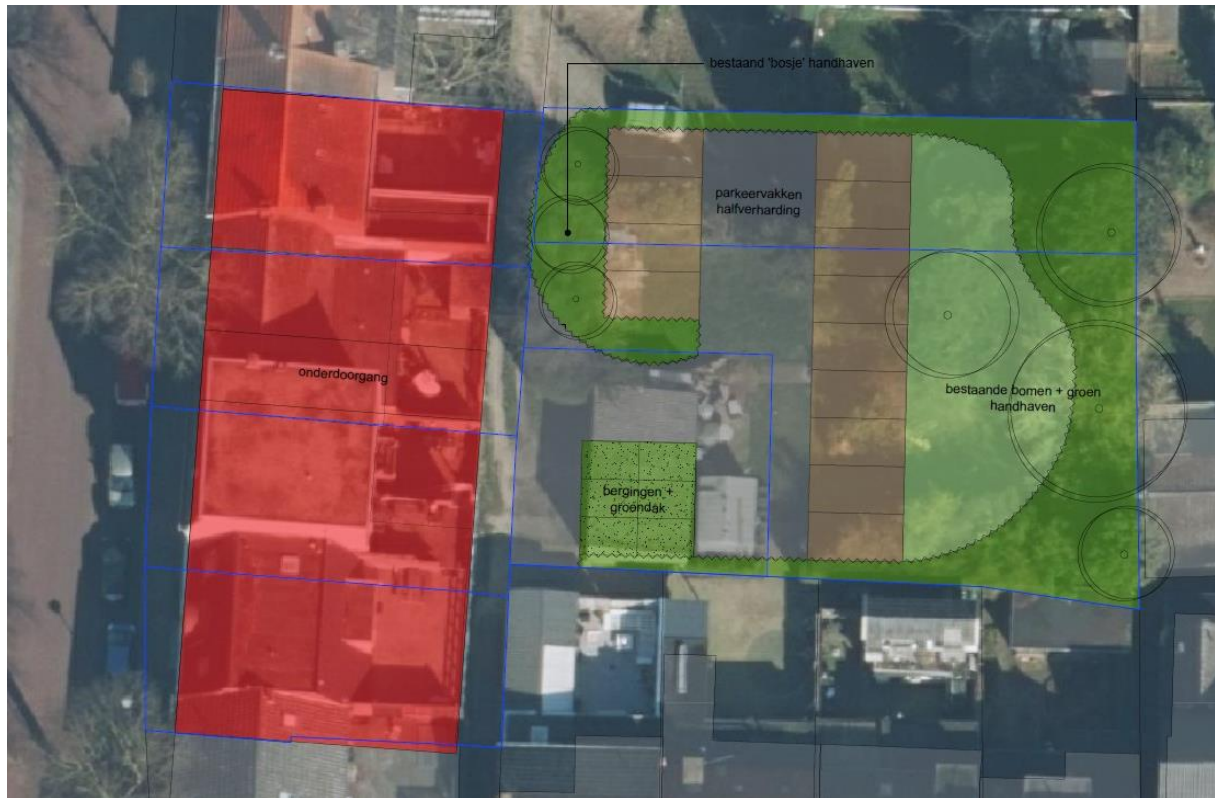 bestaand 'bosje' handhaven
parkeervakken
halfverharding
onderdoorgang
bestaande bomen + groen
handhaven
bergingen +
groendak